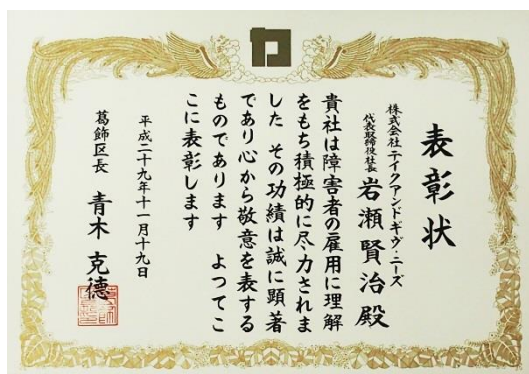 表彰状
株式会社テイクアンドギヴ・ニーズ
代表取締役社長 岩瀬賢治殿
貴社は障害者の雇用に理解
をもち積極的に尽力されま
した その功績は誠に顕著
であり心から敬意を表する
ものであります よってこ
こに表彰します
平成二十九年十一月十九日
葛飾区長 青木克德